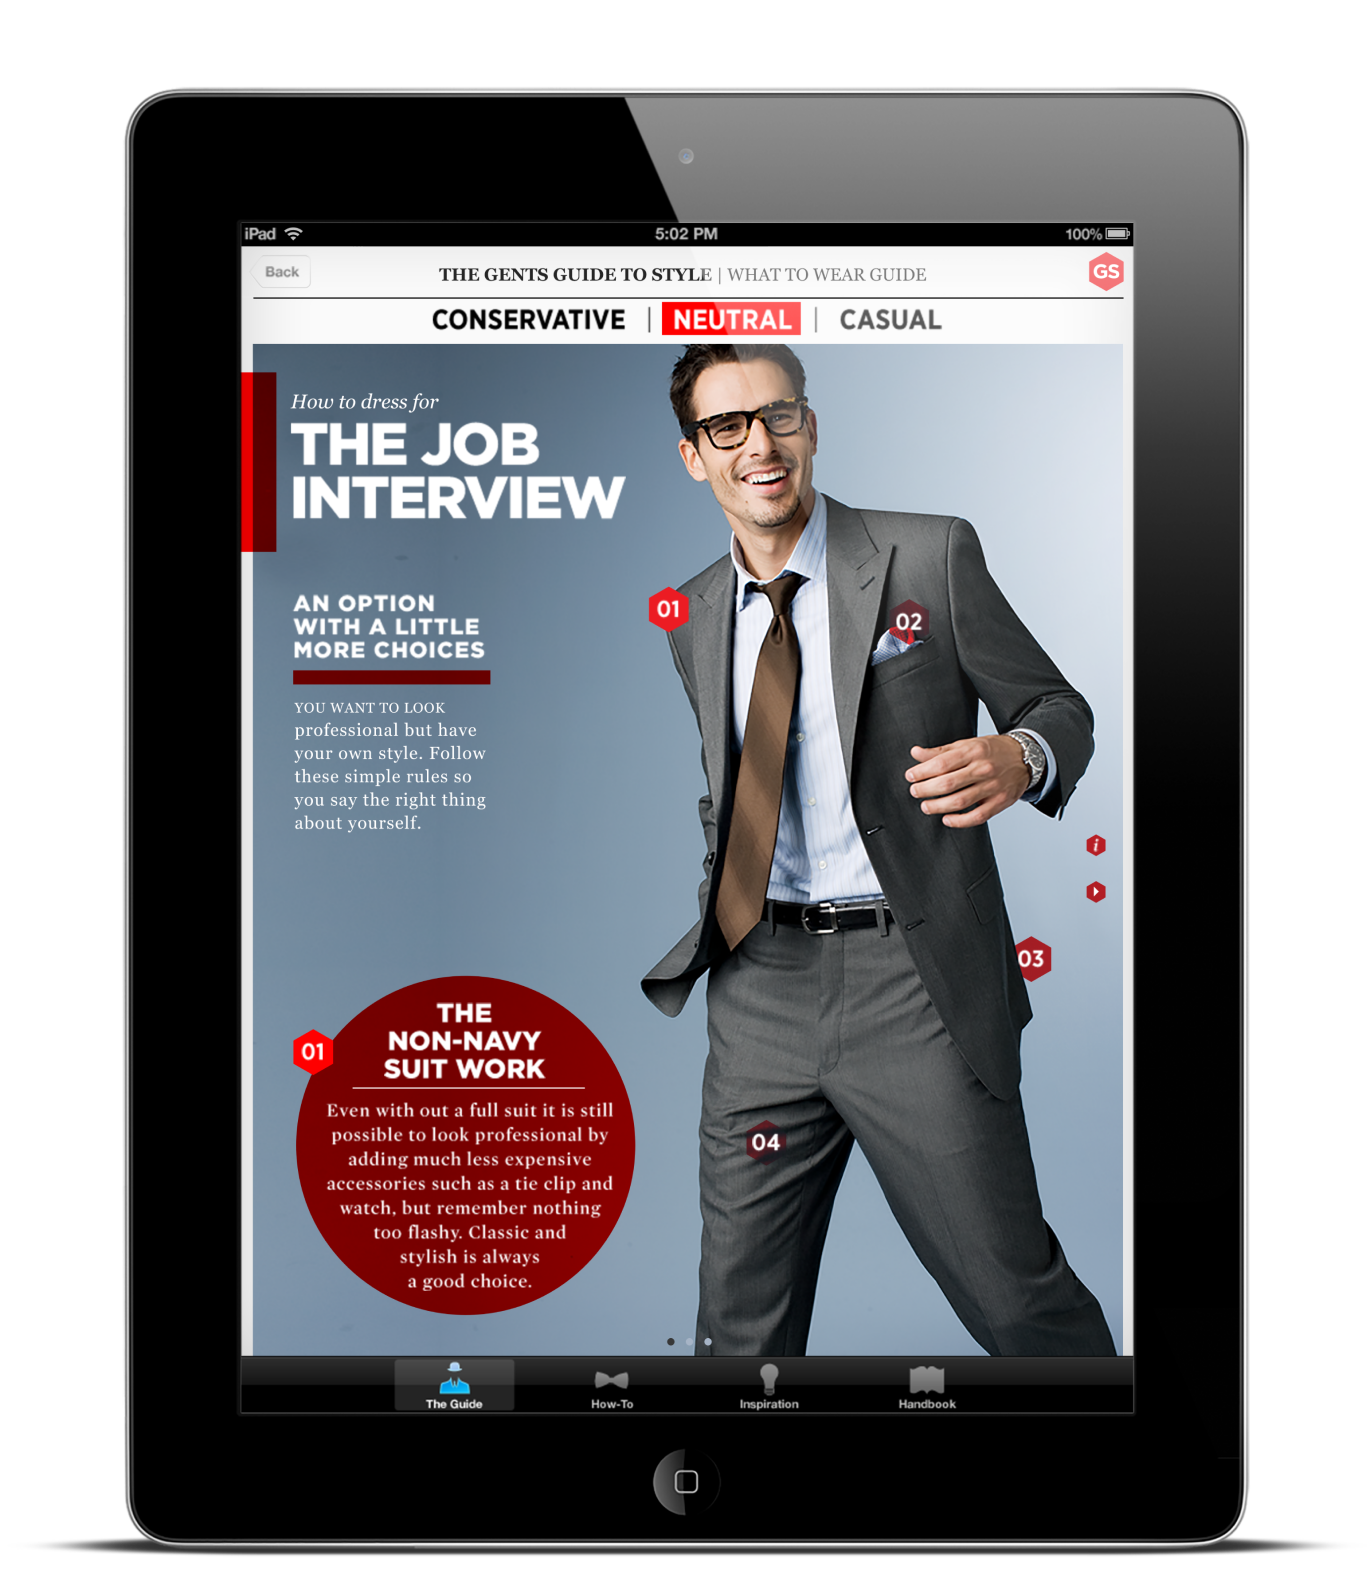 iPad
5:02 PM
100%
Back
THE GENTS GUIDE TO STYLE | WHAT TO WEAR GUIDE
GS
CONSERVATIVE | NEUTRAL | CASUAL
How to dress for
THE JOB
INTERVIEW
AN OPTION
WITH A LITTLE
MORE CHOICES
YOU WANT TO LOOK
professional but have
your own style. Follow
these simple rules so
you say the right thing
about yourself.
01
02
i
03
04
01
THE
NON-NAVY
SUIT WORK
Even with out a full suit it is still
possible to look professional by
adding much less expensive
accessories such as a tie clip and
watch, but remember nothing
too flashy. Classic and
stylish is always
a good choice.
The Guide
How-To
Inspiration
Handbook